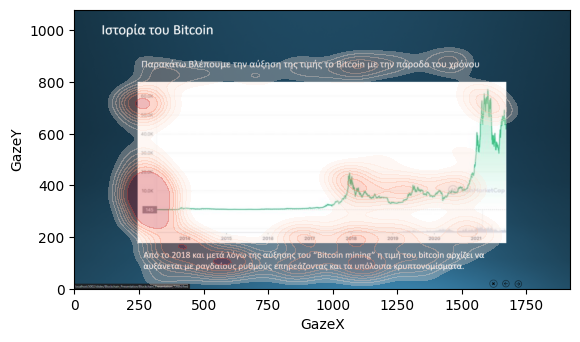 Ιστορία του Bitcoin
Παρακάτω βλέπουμε την αύξηση της τιμής το Bitcoin με την πάροδο του χρόνου
Από το 2018 και μετά λόγω της αύξησης του "Bitcoin mining" η τιμή του bitcoin αρχίζει να
αυξάνεται με ραγδαίους ρυθμούς επηρεάζοντας και τα υπόλοιπα κρυπτονομίσματα.
GazeY
1000
800
600
400
200
0
0 250 500 750 1000 1250 1500 1750
GazeX